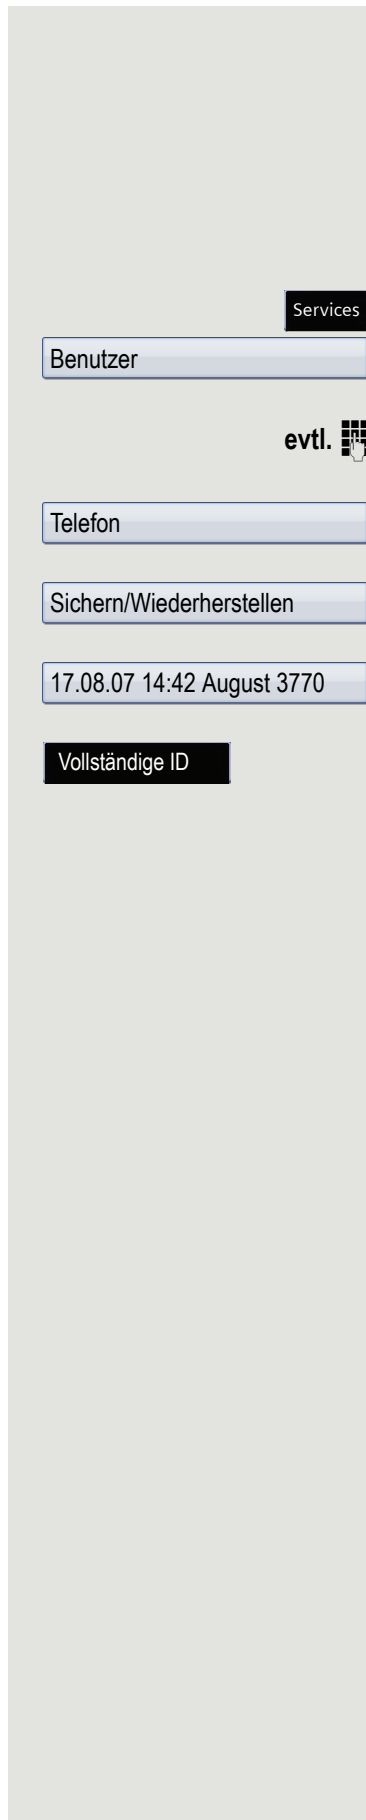 Services
Benutzer
evtl.
Telefon
Sichern/Wiederherstellen
17.08.07 14:42 August 3770
Vollständige ID